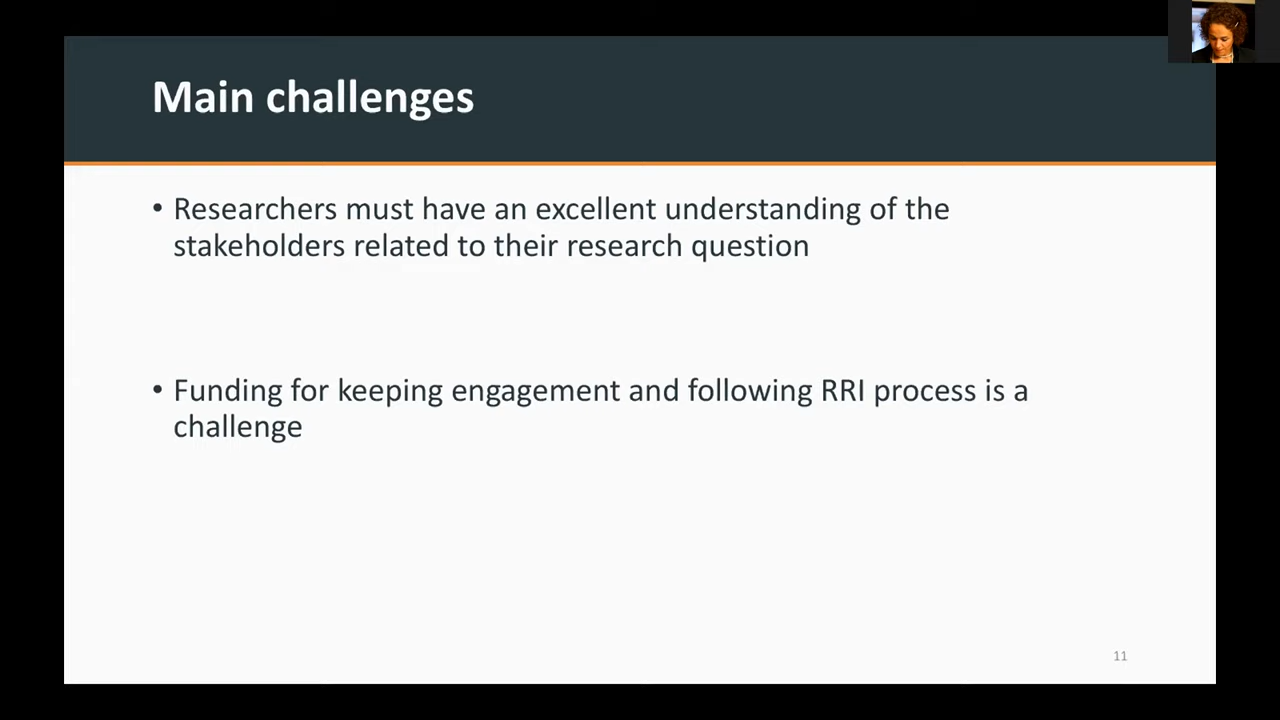 Main challenges
• Researchers must have an excellent understanding of the
stakeholders related to their research question
• Funding for keeping engagement and following RRI process is a
challenge
11